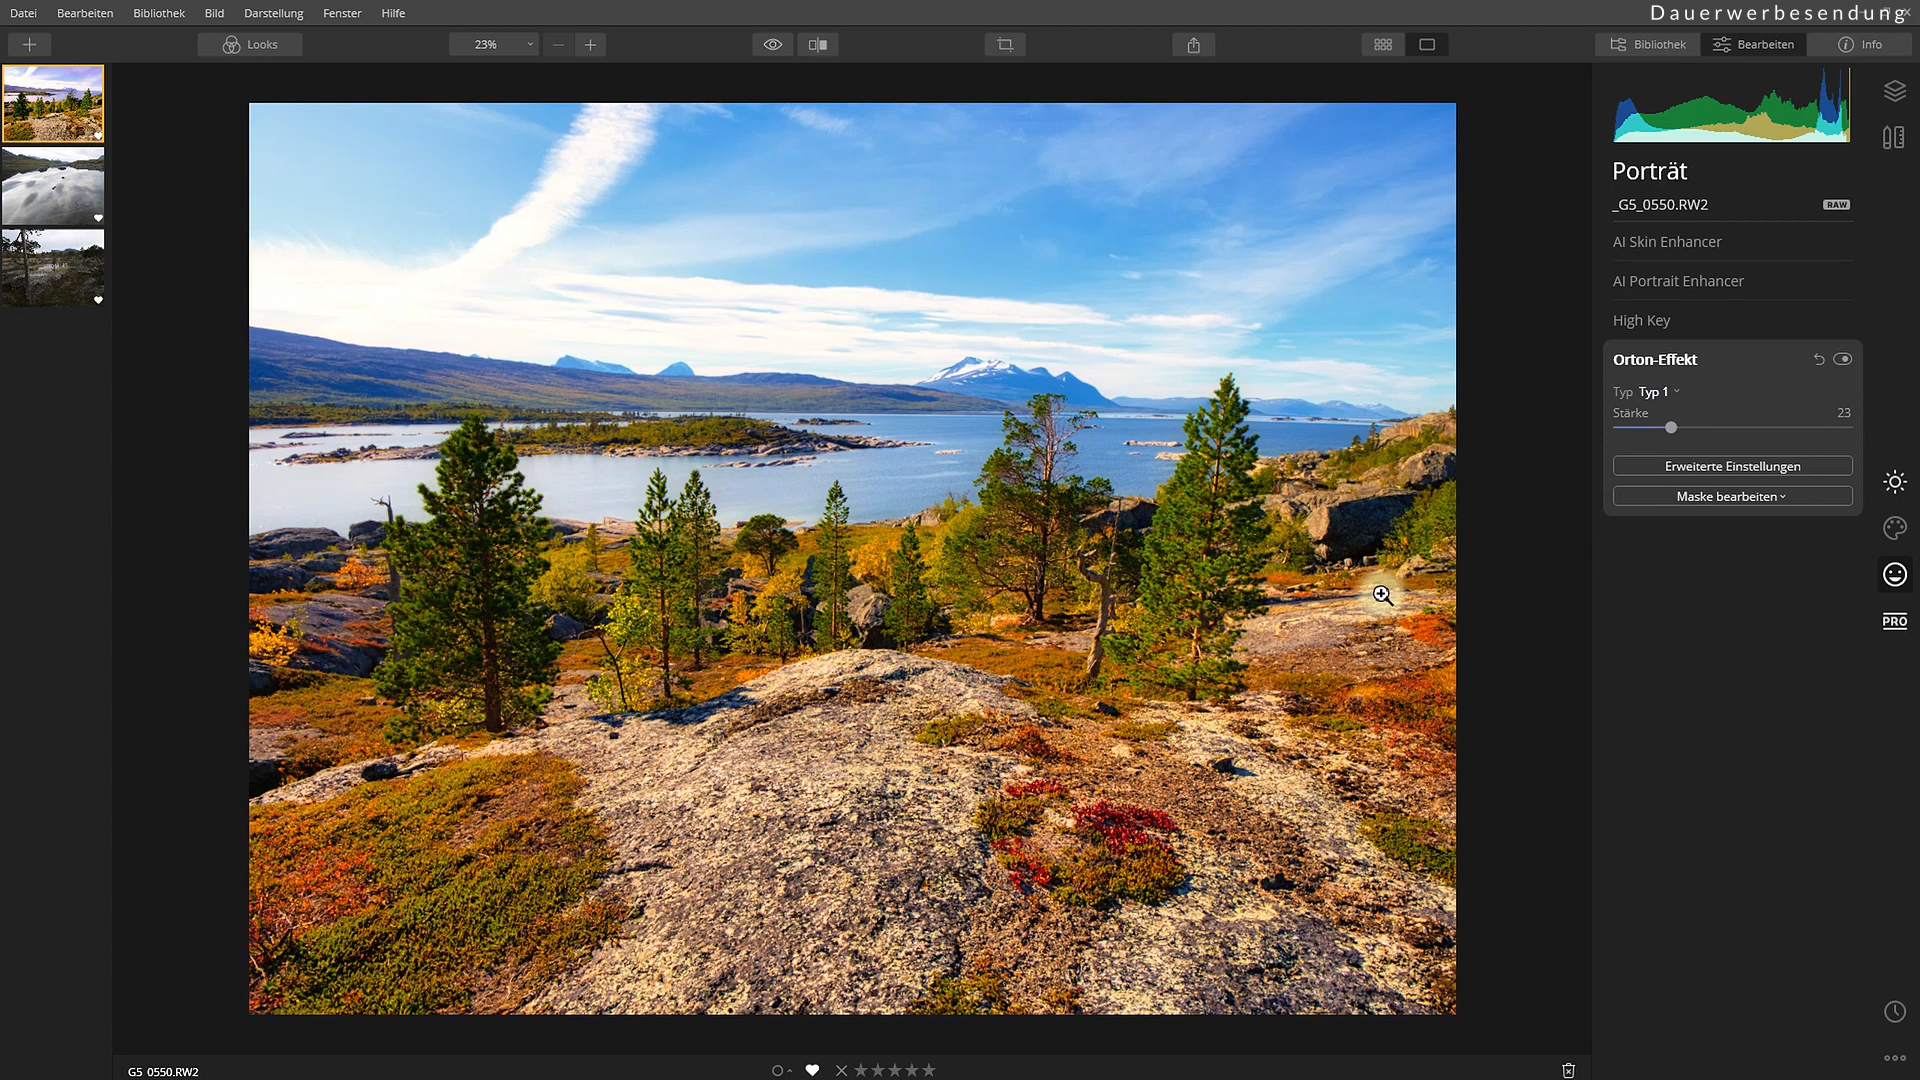 Datei Bearbeiten Bibliothek Bild Darstellung Fenster Hilfe
Dauerwerbesendung
Looks
23%
Bibliothek
Bearbeiten
Info
Porträt
_G5_0550.RW2
RAW
AI Skin Enhancer
AI Portrait Enhancer
High Key
Orton-Effekt
Typ Typ 1
Stärke 23
Erweiterte Einstellungen
Maske bearbeiten
PRO
G5_0550.RW2